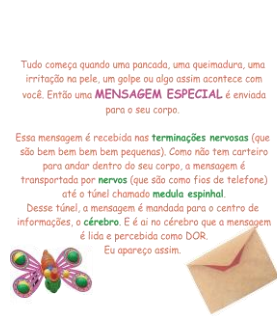 Tudo começa quando uma pancada, uma queimadura, uma
irritação na pele, um golpe ou algo assim acontece com
você. Então uma MENSAGEM ESPECIAL é enviada
para o seu corpo.
Essa mensagem é recebida nas terminações nervosas (que
são bem bem bem bem pequenas). Como não tem carteiro
para andar dentro do seu corpo, a mensagem é
transportada por nervos (que são como fios de telefone)
até o túnel chamado medula espinhal.
Desse túnel, a mensagem é mandada para o centro de
informações, o cérebro. E é ai no cérebro que a mensagem
é lida e percebida como DOR.
Eu apareço assim.